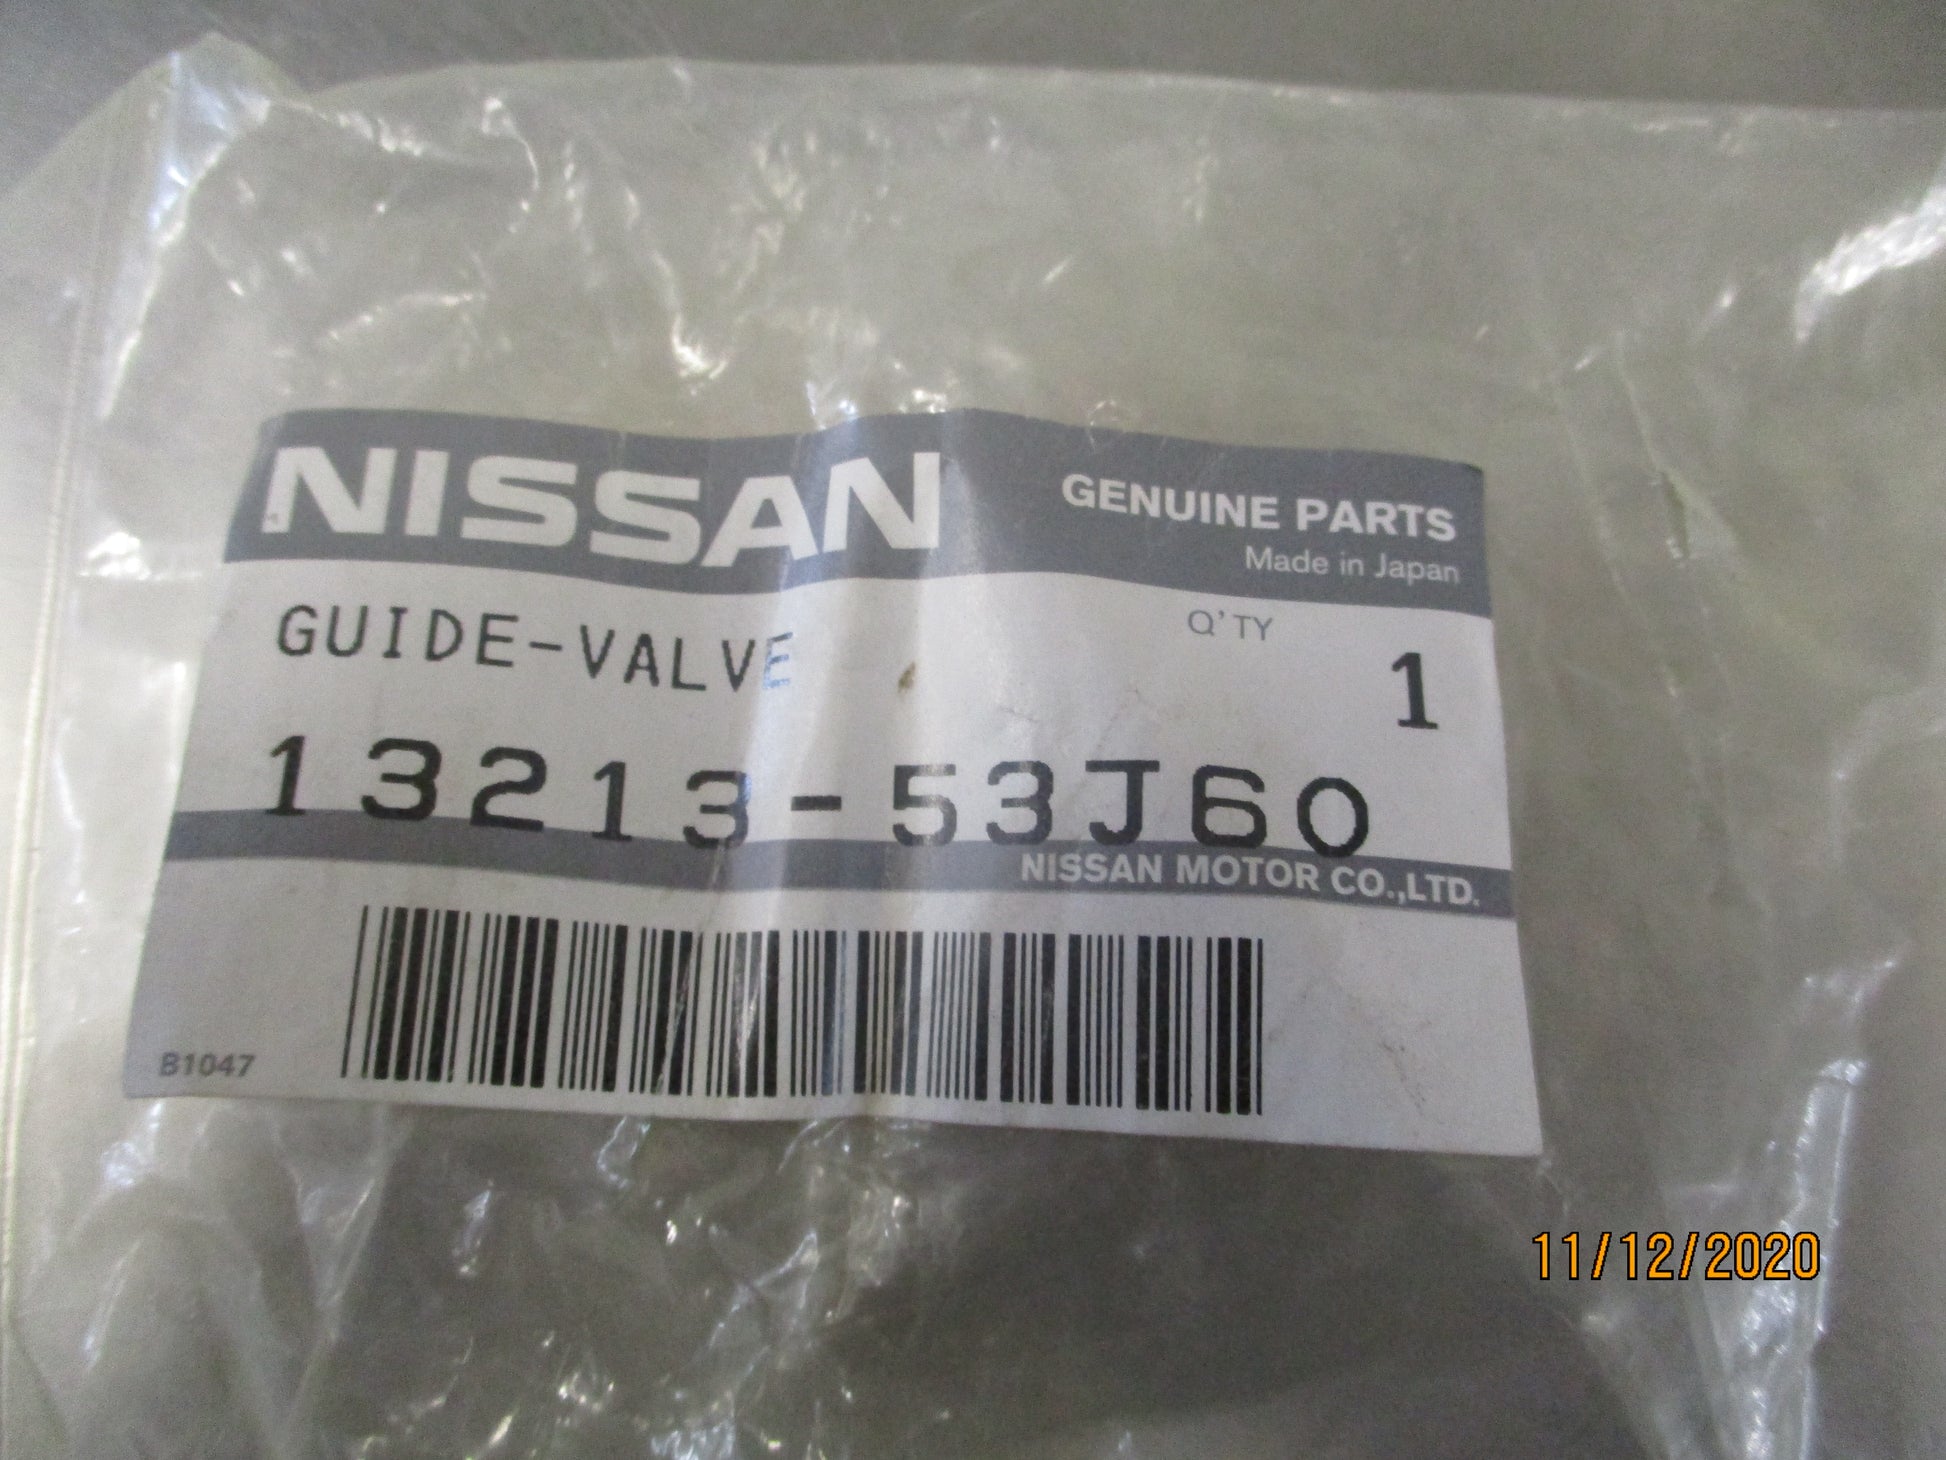 NISSAN
GENUINE PARTS
Made in Japan
GUIDE-VALVE
Q'TY
1
13213-53J60
NISSAN MOTOR CO.,LTD.
B1047
11/12/2020